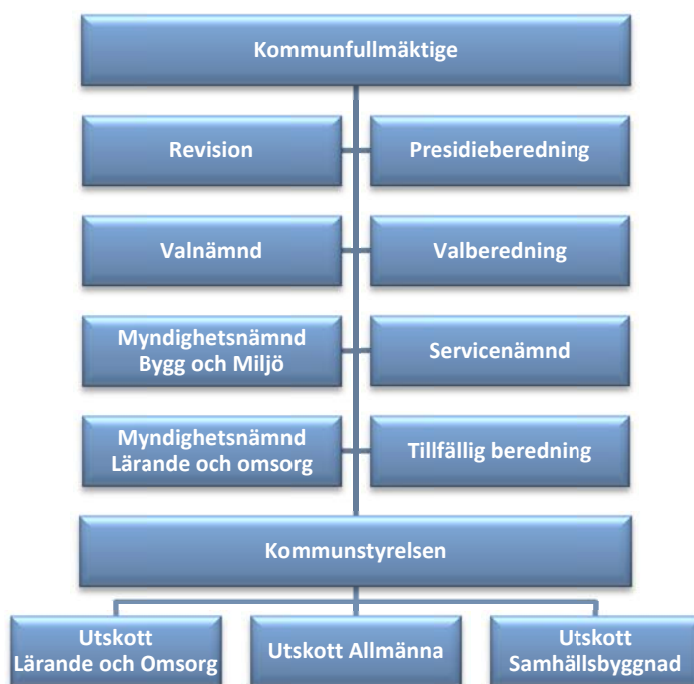 Kommunfullmäktige
Revision
Presidieberedning
Valnämnd
Valberedning
Myndighetsnämnd
Bygg och Miljö
Servicenämnd
Myndighetsnämnd
Lärande och omsorg
Tillfällig beredning
Kommunstyrelsen
Utskott
Lärande och Omsorg
Utskott Allmänna
Utskott
Samhällsbyggnad